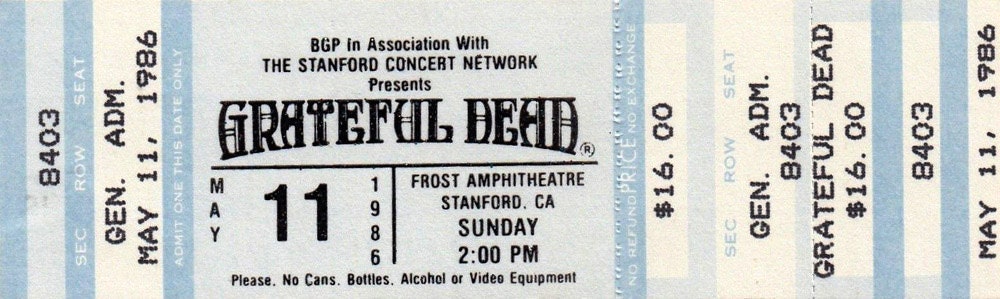 8403
SEC ROW SEAT
GEN. ADM.
MAY 11, 1986
ADMIT ONE THIS DATE ONLY
BGP in Association With
THE STANFORD CONCERT NETWORK
Presents
GRATEFUL DEAD®
MAY
11
1986
FROST AMPHITHEATRE
STANFORD, CA
SUNDAY
2:00 PM
Please. No Cans. Bottles. Alcohol or Video Equipment
NO REFUND/PRICE/NO EXCHANGE
$16.00
SEC ROW SEAT
GEN. ADM.
8403
GRATEFUL DEAD
$16.00
8403
MAY 11, 1986